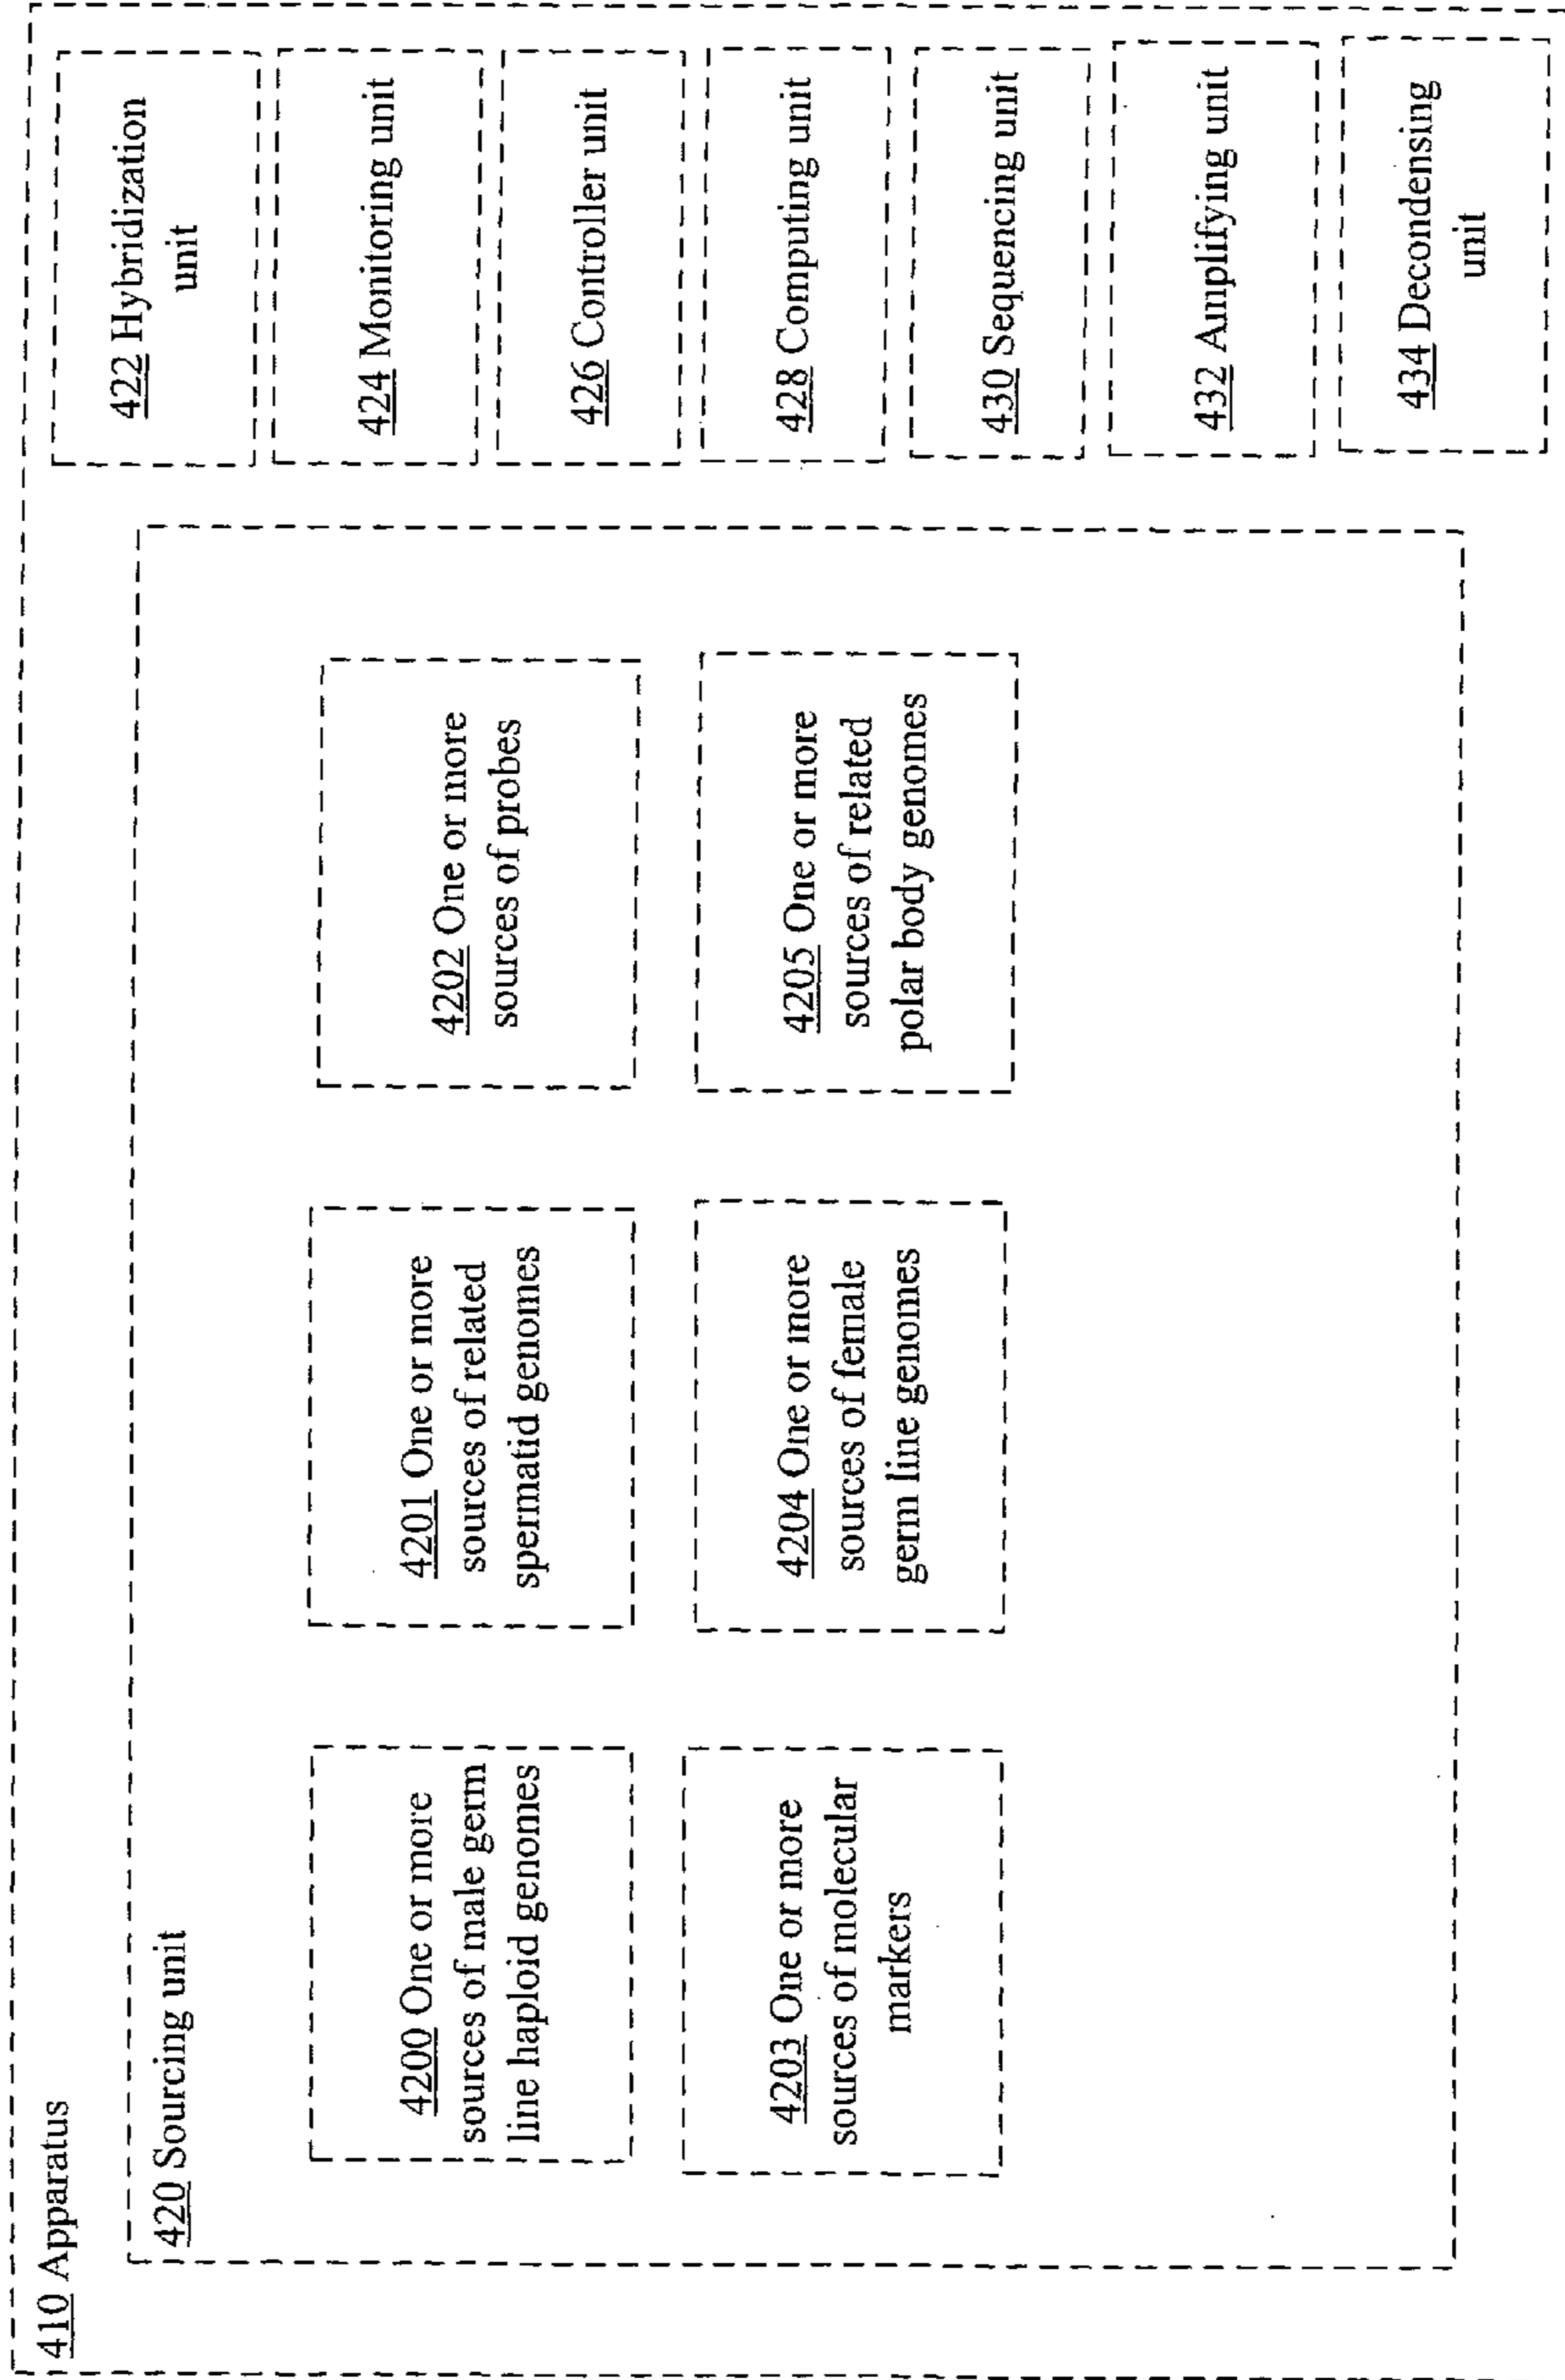 410 Apparatus
420 Sourcing unit
4200 One or more
sources of male germ
line haploid genomes
4201 One or more
sources of related
spermatid genomes
4202 One or more
sources of probes
4203 One or more
sources of molecular
markers
4204 One or more
sources of female
germ line genomes
4205 One or more
sources of related
polar body genomes
422 Hybridization
unit
424 Monitoring unit
426 Controller unit
428 Computing unit
430 Sequencing unit
432 Amplifying unit
434 Decondensing
unit